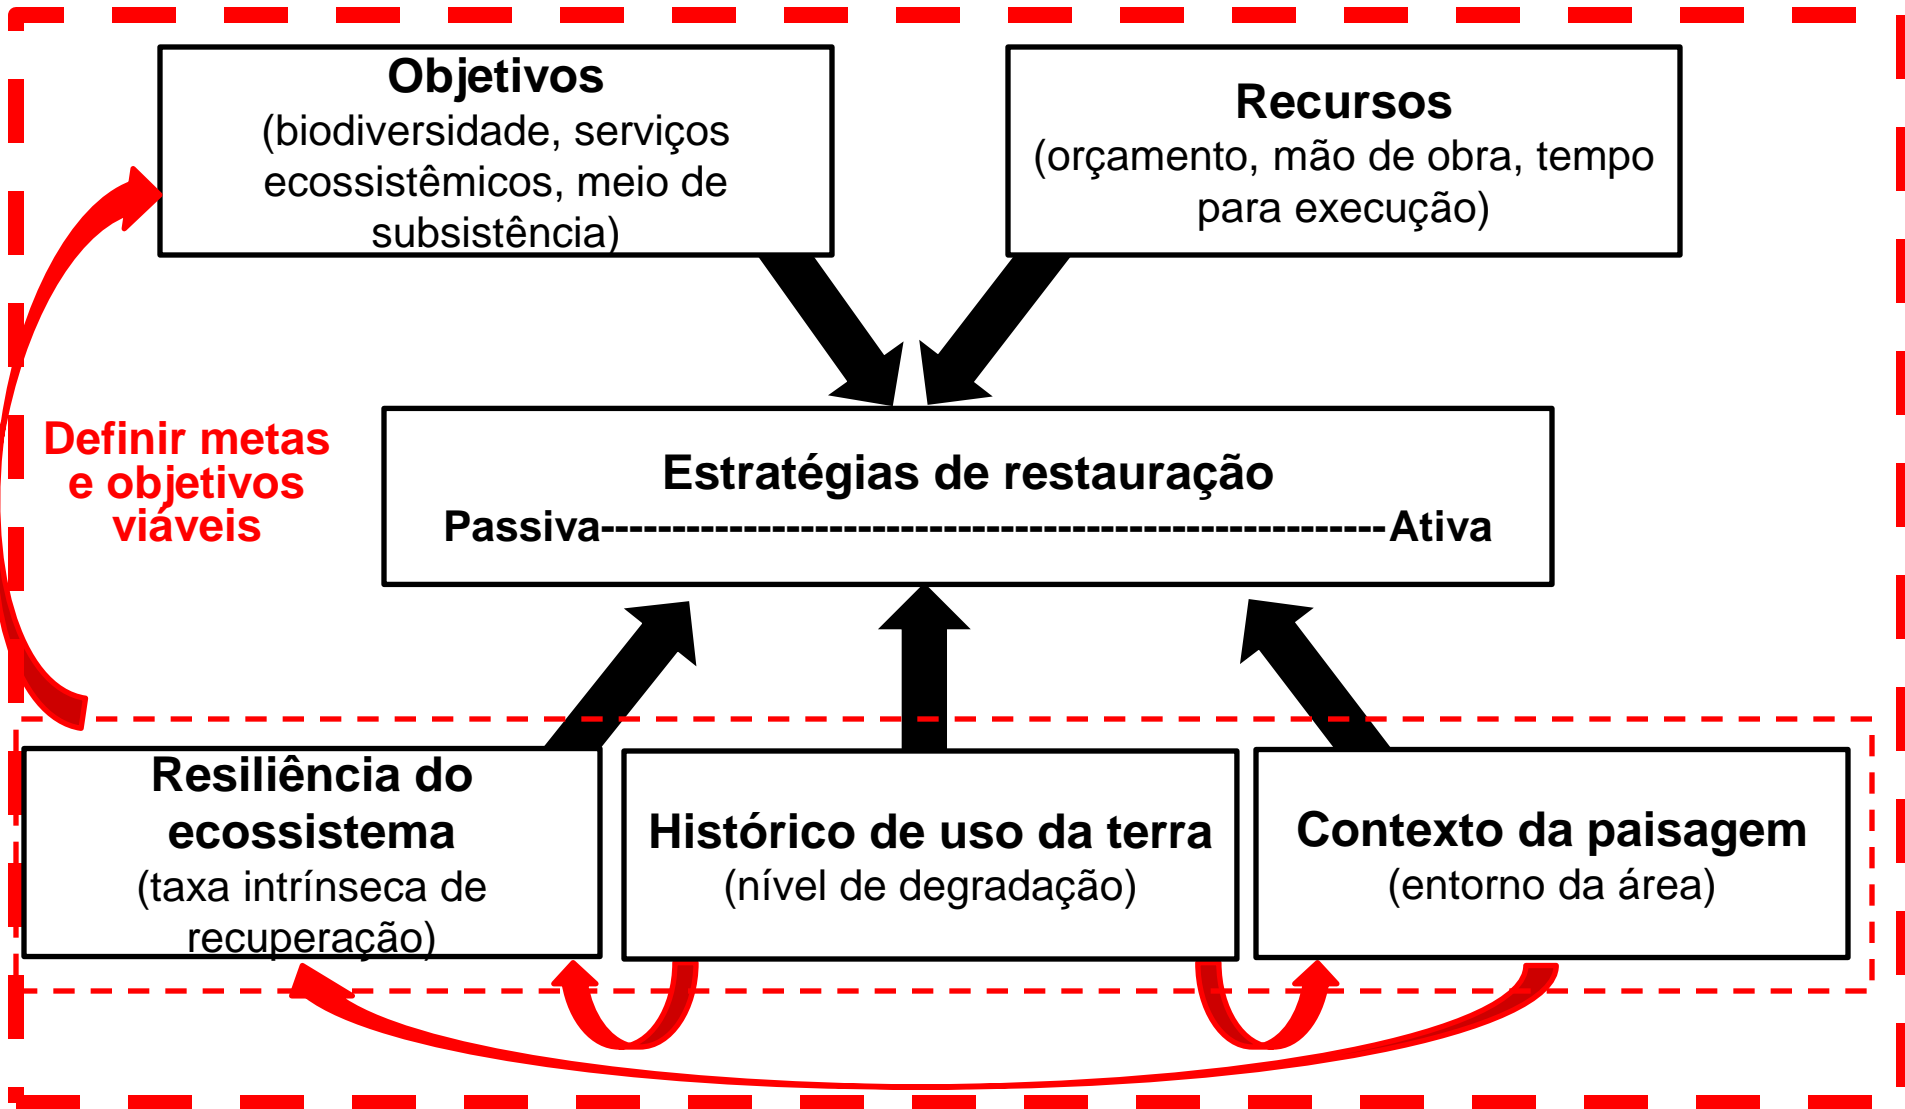 Objetivos
(biodiversidade, serviços
ecossistêmicos, meio de
subsistência)
Recursos
(orçamento, mão de obra, tempo
para execução)
Definir metas
e objetivos
viáveis
Estratégias de restauração
Passiva-------------------------------------------------------Ativa
Resiliência do
ecossistema
(taxa intrínseca de
recuperação)
Histórico de uso da terra
(nível de degradação)
Contexto da paisagem
(entorno da área)